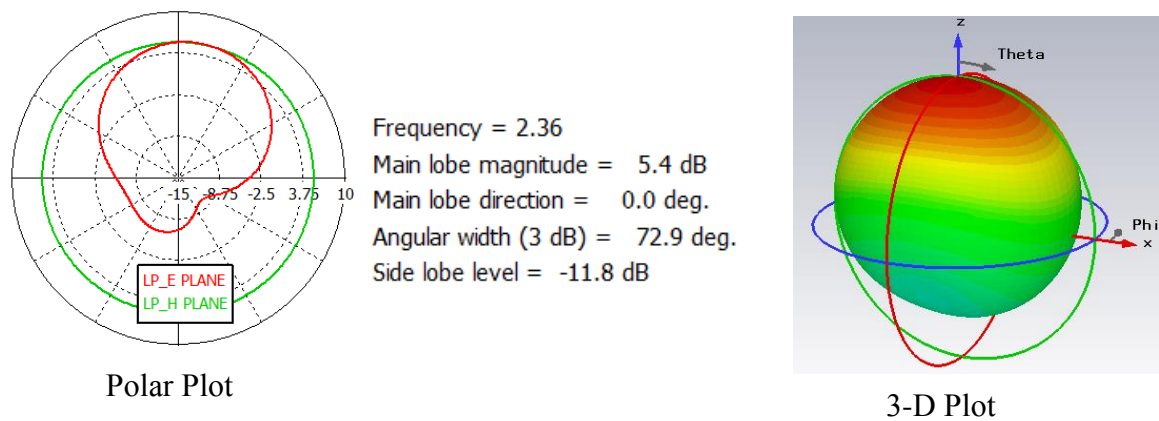 -15 -8.75 -2.5 3.75 10
LP_E PLANE
LP_H PLANE
Polar Plot
Frequency = 2.36
Main lobe magnitude = 5.4 dB
Main lobe direction = 0.0 deg.
Angular width (3 dB) = 72.9 deg.
Side lobe level = -11.8 dB
z
Theta
Phi
x
3-D Plot